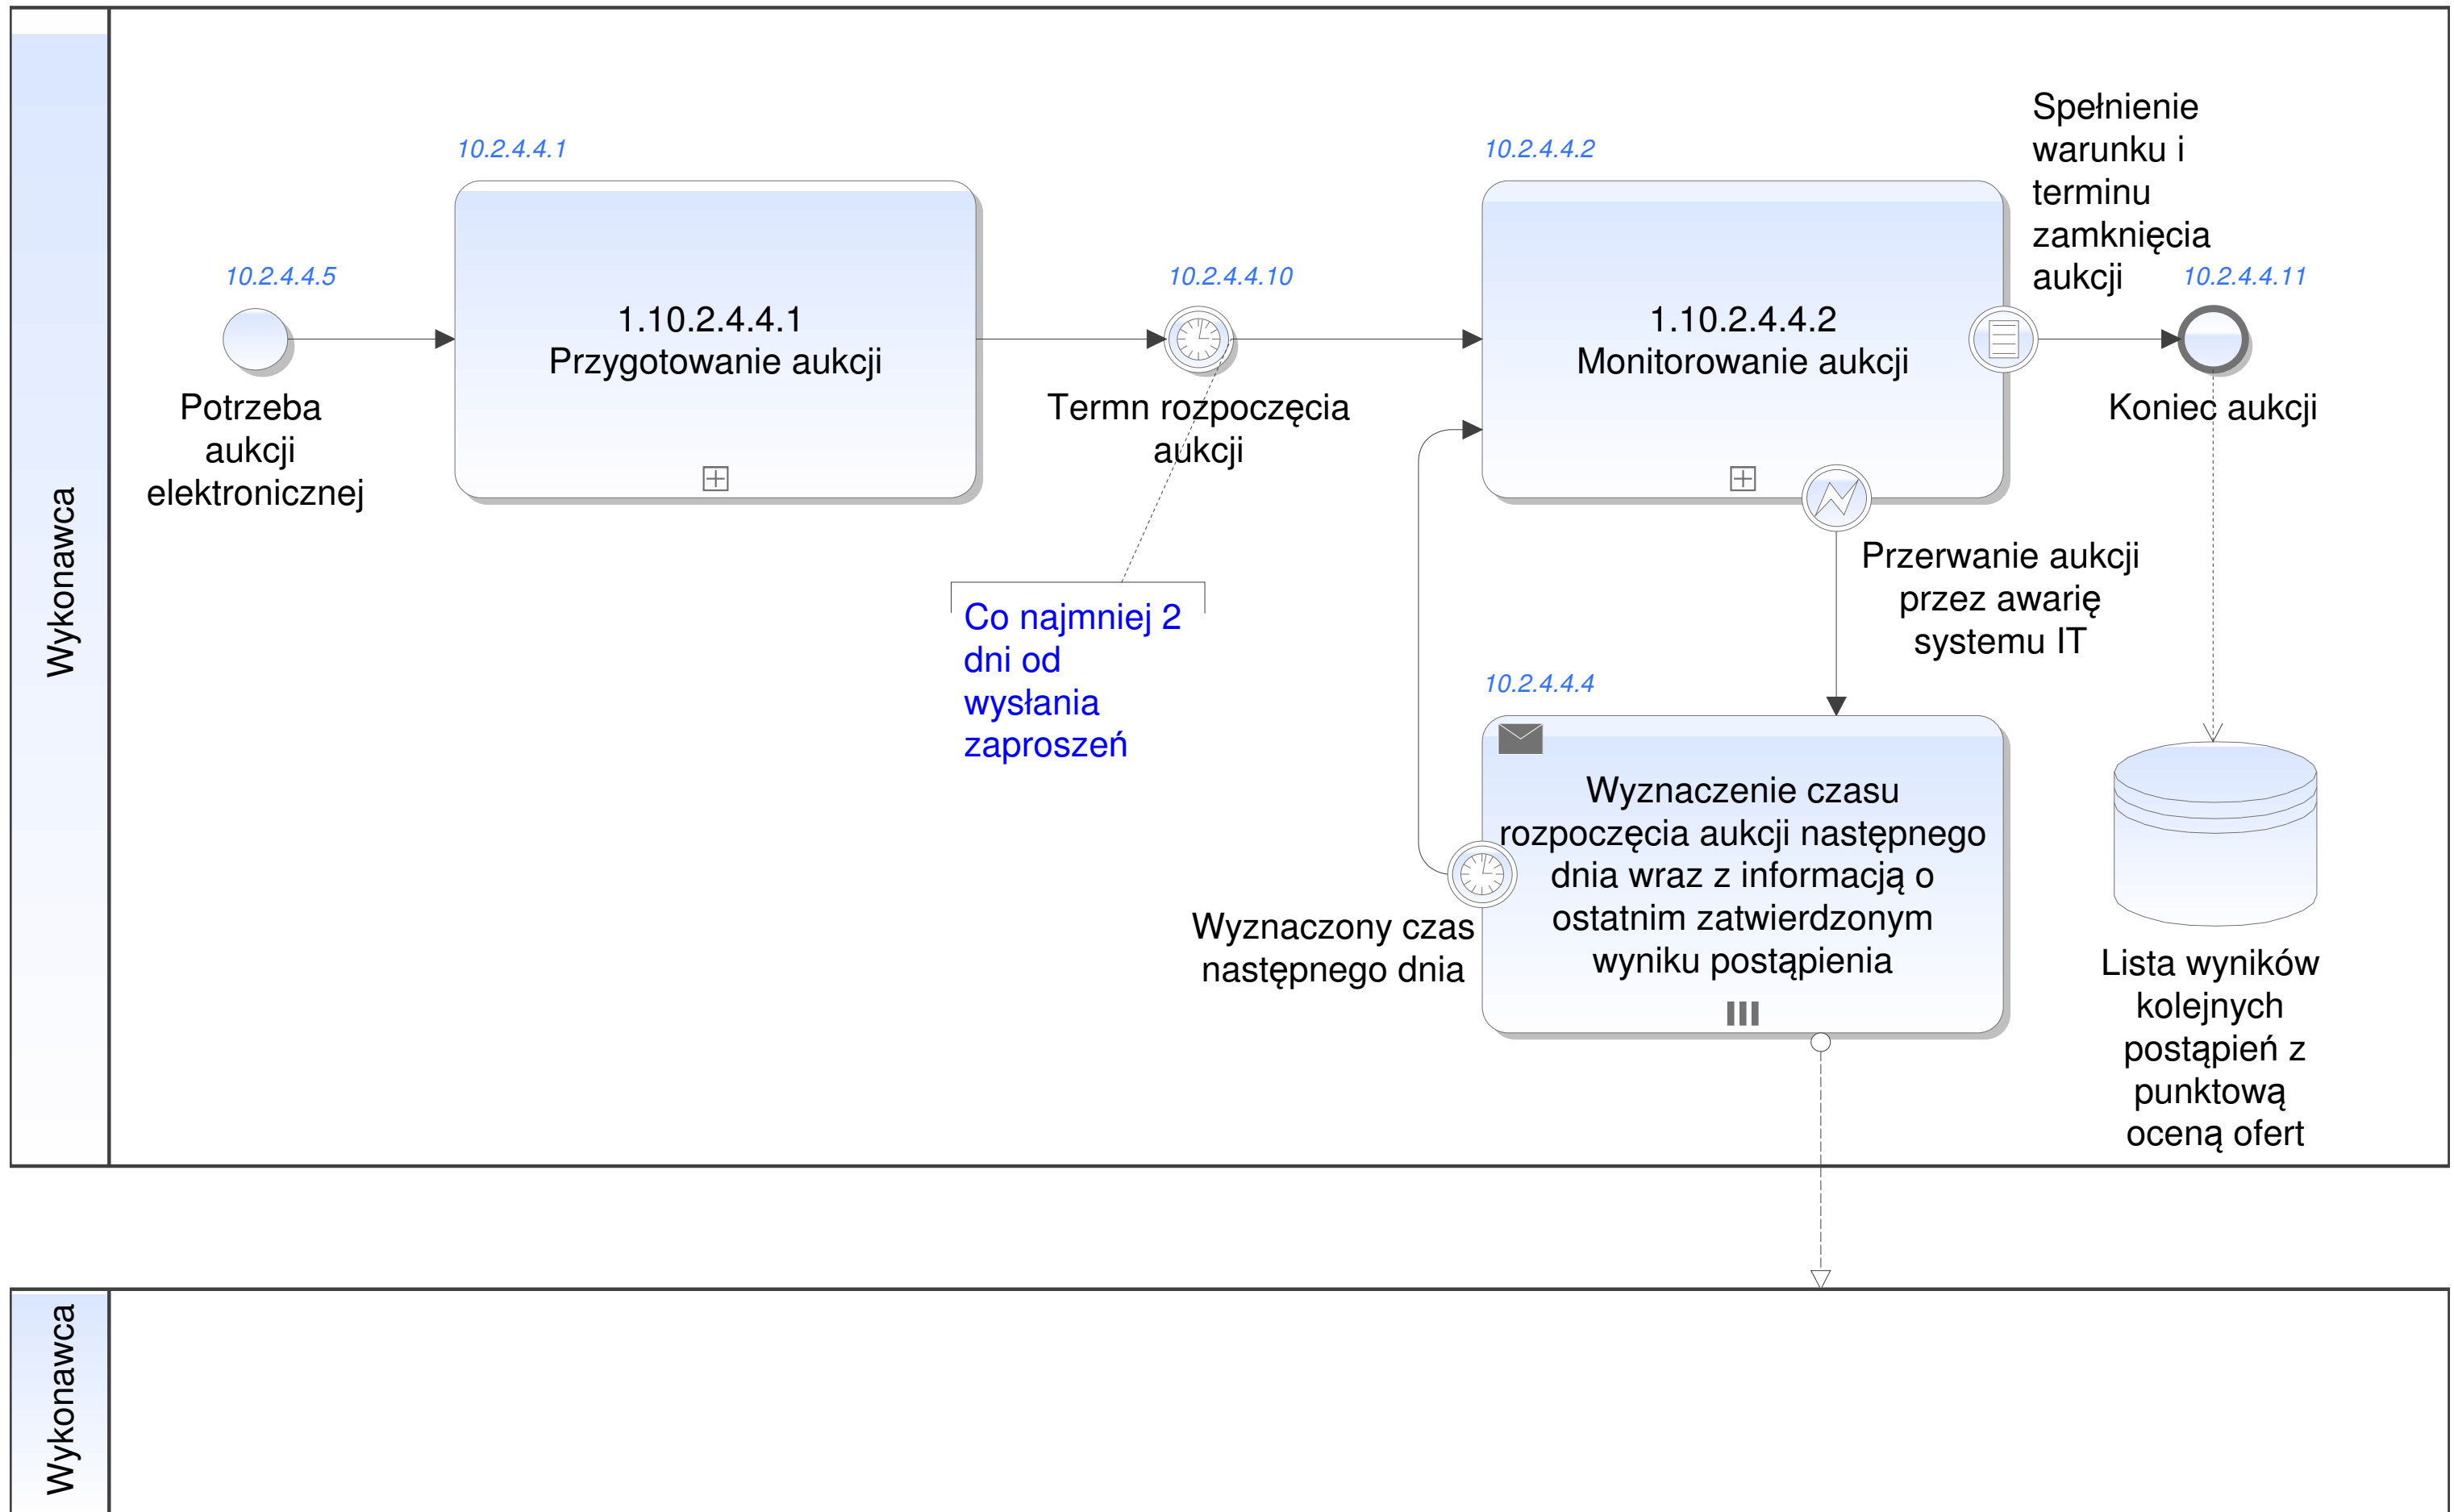 Wykonawca
10.2.4.4.5
Potrzeba
aukcji
elektronicznej
10.2.4.4.1
1.10.2.4.4.1
Przygotowanie aukcji
10.2.4.4.10
Termn rozpoczęcia
aukcji
Co najmniej 2
dni od
wysłania
zaproszeń
10.2.4.4.2
1.10.2.4.4.2
Monitorowanie aukcji
Spełnienie
warunku i
terminu
zamknięcia
aukcji
10.2.4.4.11
Koniec aukcji
Przerwanie aukcji
przez awarię
systemu IT
10.2.4.4.4
Wyznaczenie czasu
rozpoczęcia aukcji następnego
dnia wraz z informacją o
ostatnim zatwierdzonym
wyniku postąpienia
Wyznaczony czas
następnego dnia
Lista wyników
kolejnych
postąpień z
punktową
oceną ofert
Wykonawca